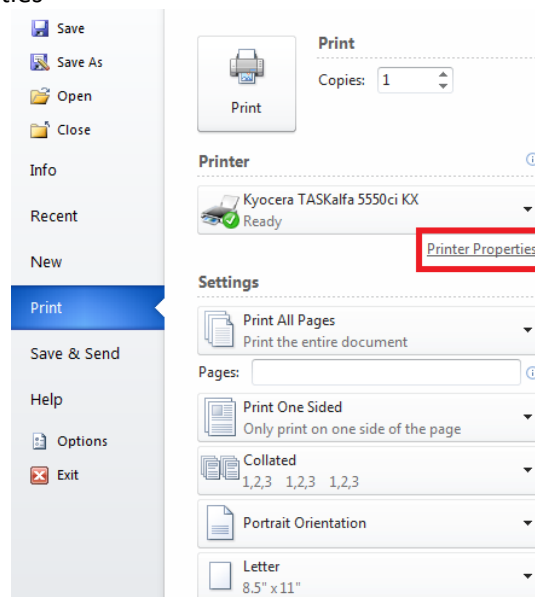 Save
Save As
Open
Close
Info
Recent
New
Print
Save & Send
Help
Options
Exit
Print
Print
Copies: 1
Printer
Kyocera TASKalfa 5550ci KX
Ready
Printer Properties
Settings
Print All Pages
Print the entire document
Pages:
Print One Sided
Only print on one side of the page
Collated
1,2,3 1,2,3 1,2,3
Portrait Orientation
Letter
8.5" x 11"